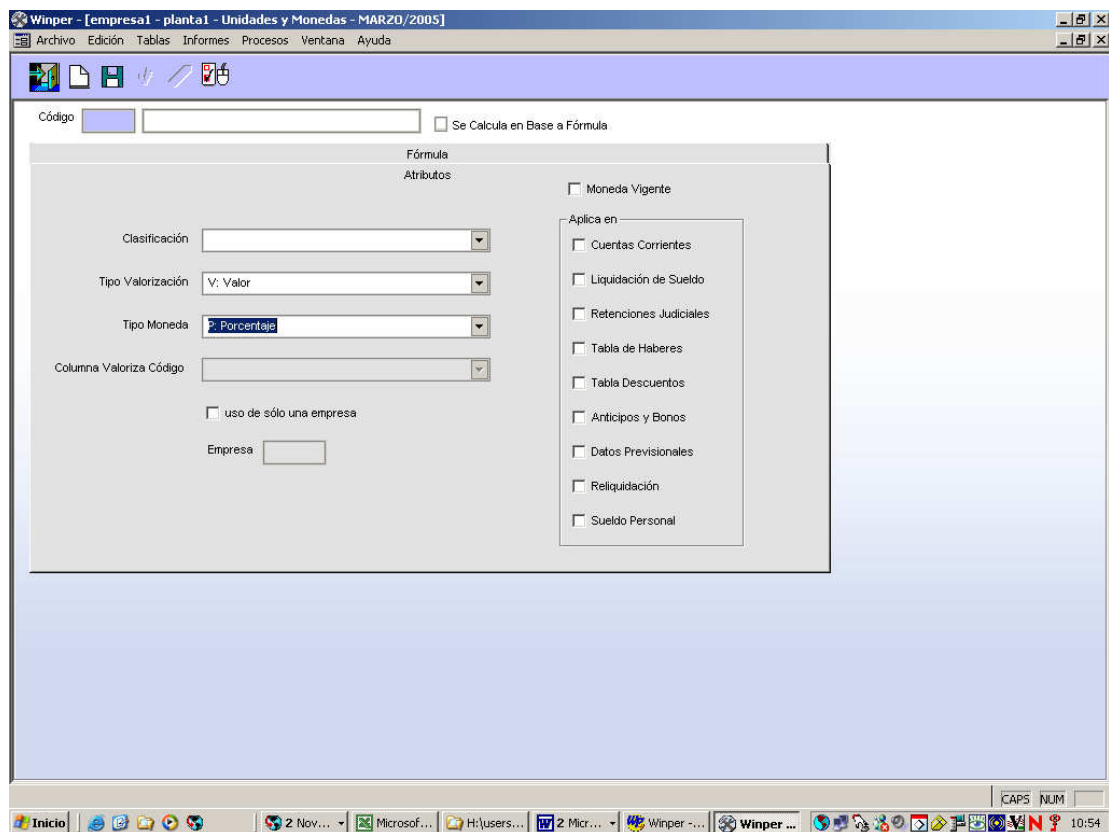 Winper - [empresa1 - planta1 - Unidades y Monedas - MARZO/2005]
Archivo Edición Tablas Informes Procesos Ventana Ayuda
Código
Se Calcula en Base a Fórmula
Fórmula
Atributos
Moneda Vigente
Aplica en
Clasificación
Cuentas Corrientes
Tipo Valorización V: Valor
Liquidación de Sueldo
Tipo Moneda P: Porcentaje
Retenciones Judiciales
Tabla de Haberes
Columna Valoriza Código
Tabla Descuentos
uso de sólo una empresa
Anticipos y Bonos
Empresa
Datos Previsionales
Reliquidación
Sueldo Personal
CAPS NUM
Inicio 2 Nov... Microsof... H:\users... 2 Micr... Winper -... Winper ... 10:54